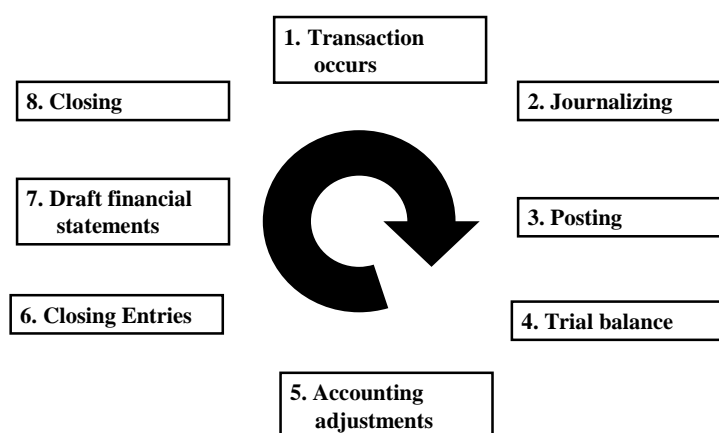 1. Transaction
occurs
2. Journalizing
3. Posting
4. Trial balance
5. Accounting
adjustments
6. Closing Entries
7. Draft financial
statements
8. Closing